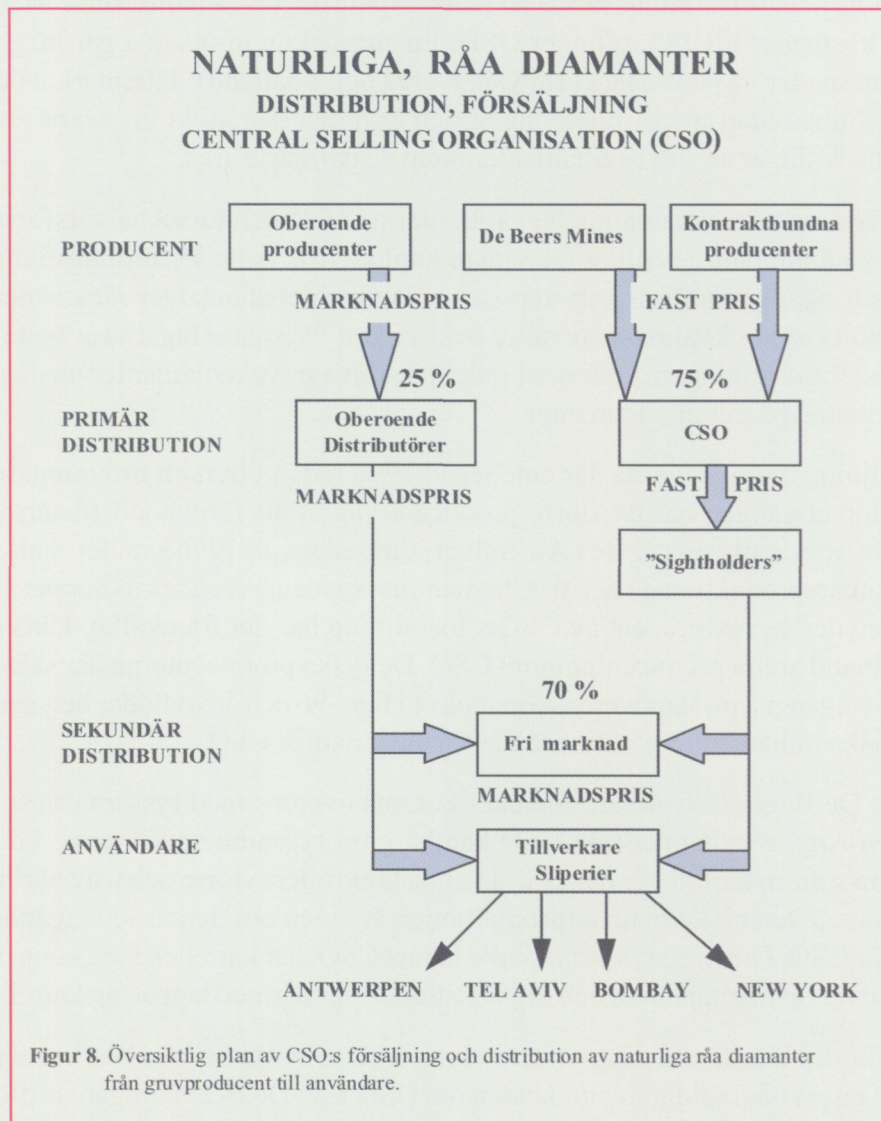 NATURLIGA, RÅA DIAMANTER
DISTRIBUTION, FÖRSÄLJNING
CENTRAL SELLING ORGANISATION (CSO)
PRODUCENT
Oberoende
producenter
De Beers Mines
Kontraktbundna
producenter
MARKNADSPRIS
FAST PRIS
25 %
75 %
PRIMÄR
DISTRIBUTION
Oberoende
Distributörer
CSO
MARKNADSPRIS
FAST PRIS
"Sightholders"
70 %
SEKUNDÄR
DISTRIBUTION
Fri marknad
MARKNADSPRIS
ANVÄNDARE
Tillverkare
Sliperier
ANTWERPEN TEL AVIV BOMBAY NEW YORK
Figur 8. Översiktlig plan av CSO:s försäljning och distribution av naturliga råa diamanter
från gruvproducent till användare.